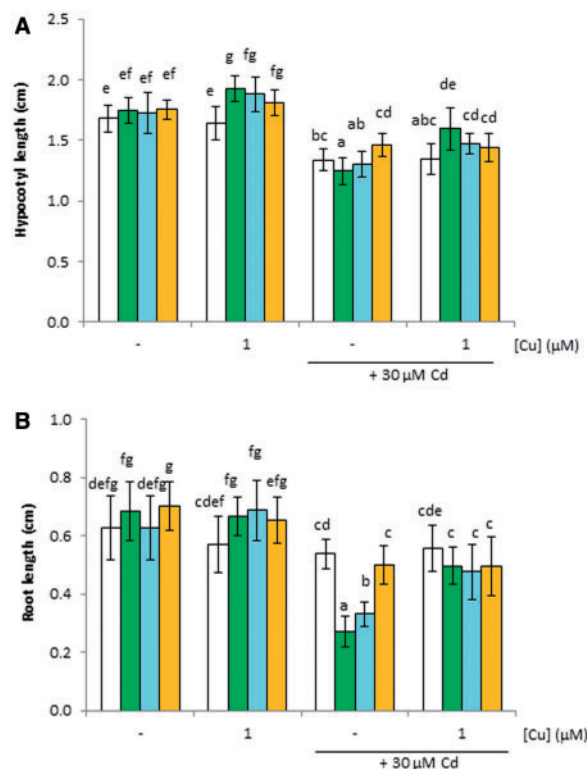 A
Hypocotyl length (cm)
2.5
2.0
1.5
1.0
0.5
0.0
e ef ef ef
e g fg fg
bc a ab cd
abc de cd cd
- 1 - 1 [Cu] (µM)
+ 30 µM Cd
B
Root length (cm)
1.0
0.8
0.6
0.4
0.2
0.0
defg fg defg g
cdef fg fg efg
cd a b c
cde c c c
- 1 - 1 [Cu] (µM)
+ 30 µM Cd